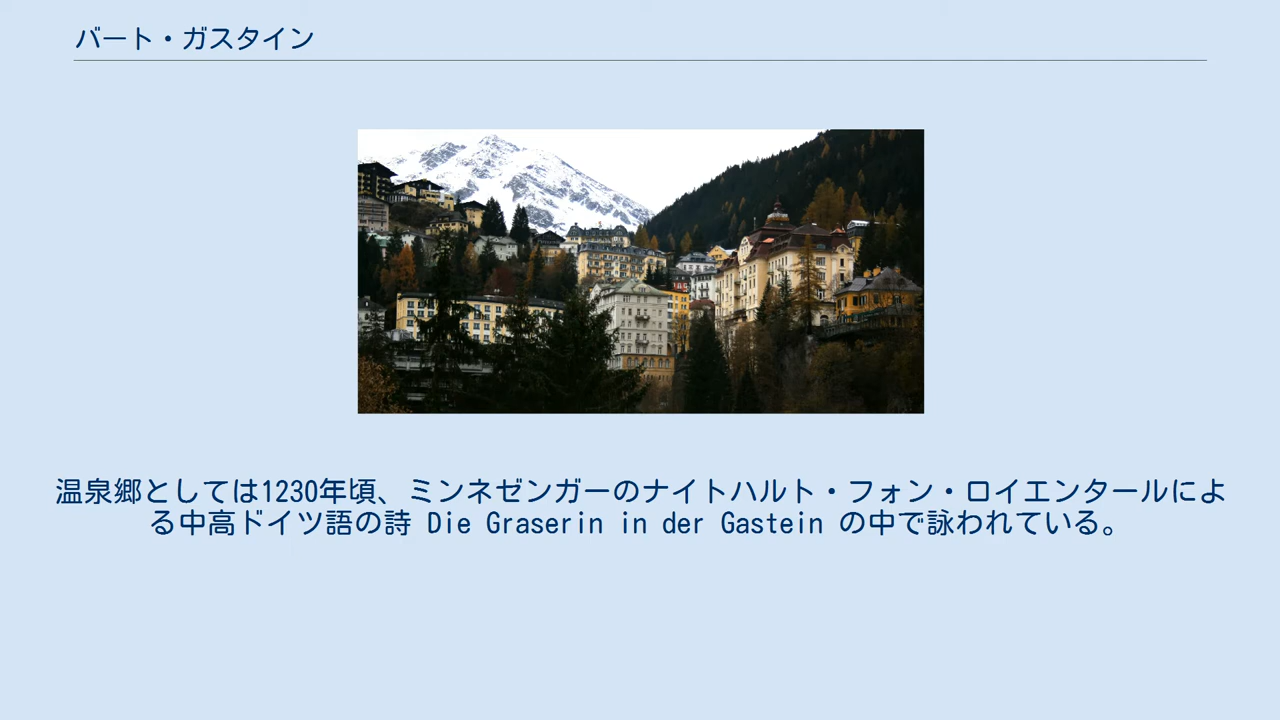 バート・ガスタイン
温泉郷としては1230年頃、ミンネゼンガーのナイトハルト・フォン・ロイエンタールによ
る中高ドイツ語の詩 Die Graserin in der Gastein の中で詠われている。